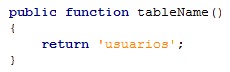 public function tableName()
{
    return 'usuarios';
}